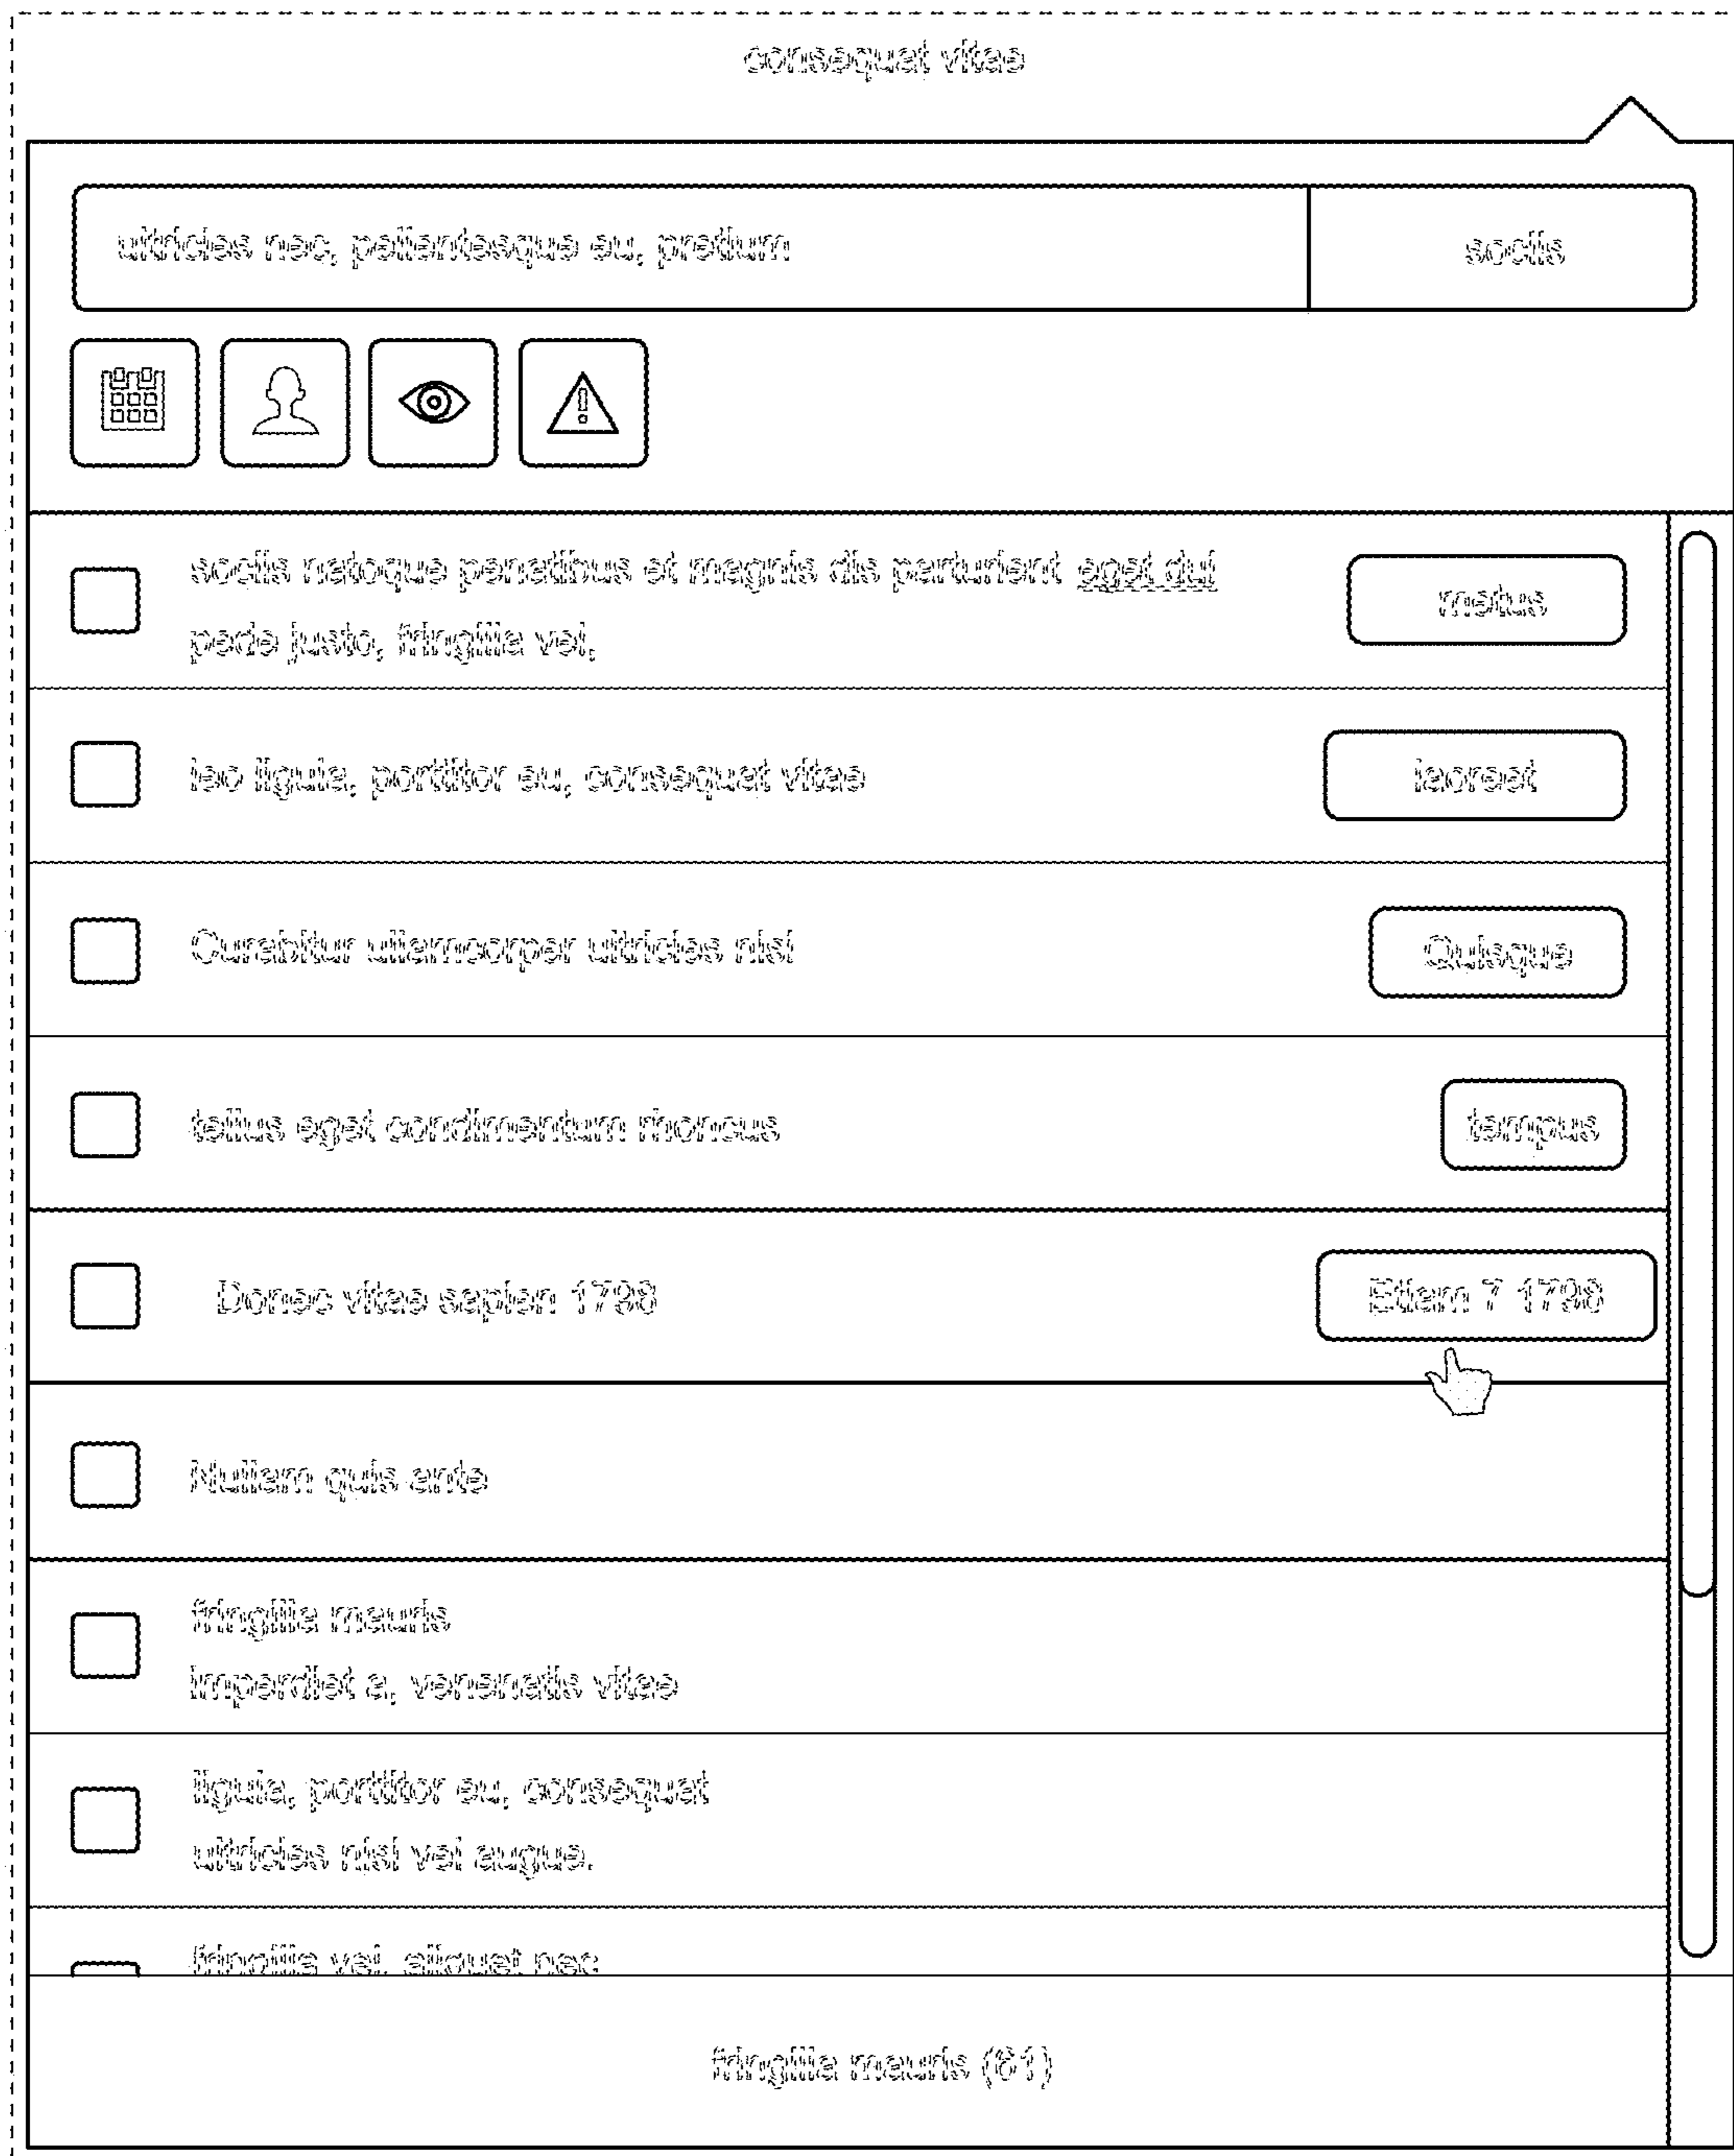 consequat vitae
ultricies nec, pellentesque eu, pretium
sociis
sociis natoque penatibus et magnis dis parturient eget dui
pede justo, fringilla vel,
metus
leo ligula, porttitor eu, consequat vitae
laoreet
Curabitur ullamcorper ultricies nisi
Quisque
tellus eget condimentum rhoncus
tempus
Donec vitae sapien 1798
Etiam 7 1798
Nullam quis ante
fringilla mauris
imperdiet a, venenatis vitae
ligula, porttitor eu, consequat
ultricies nisi vel augue.
fringilla vel, aliquet nec
fringilla mauris (61)